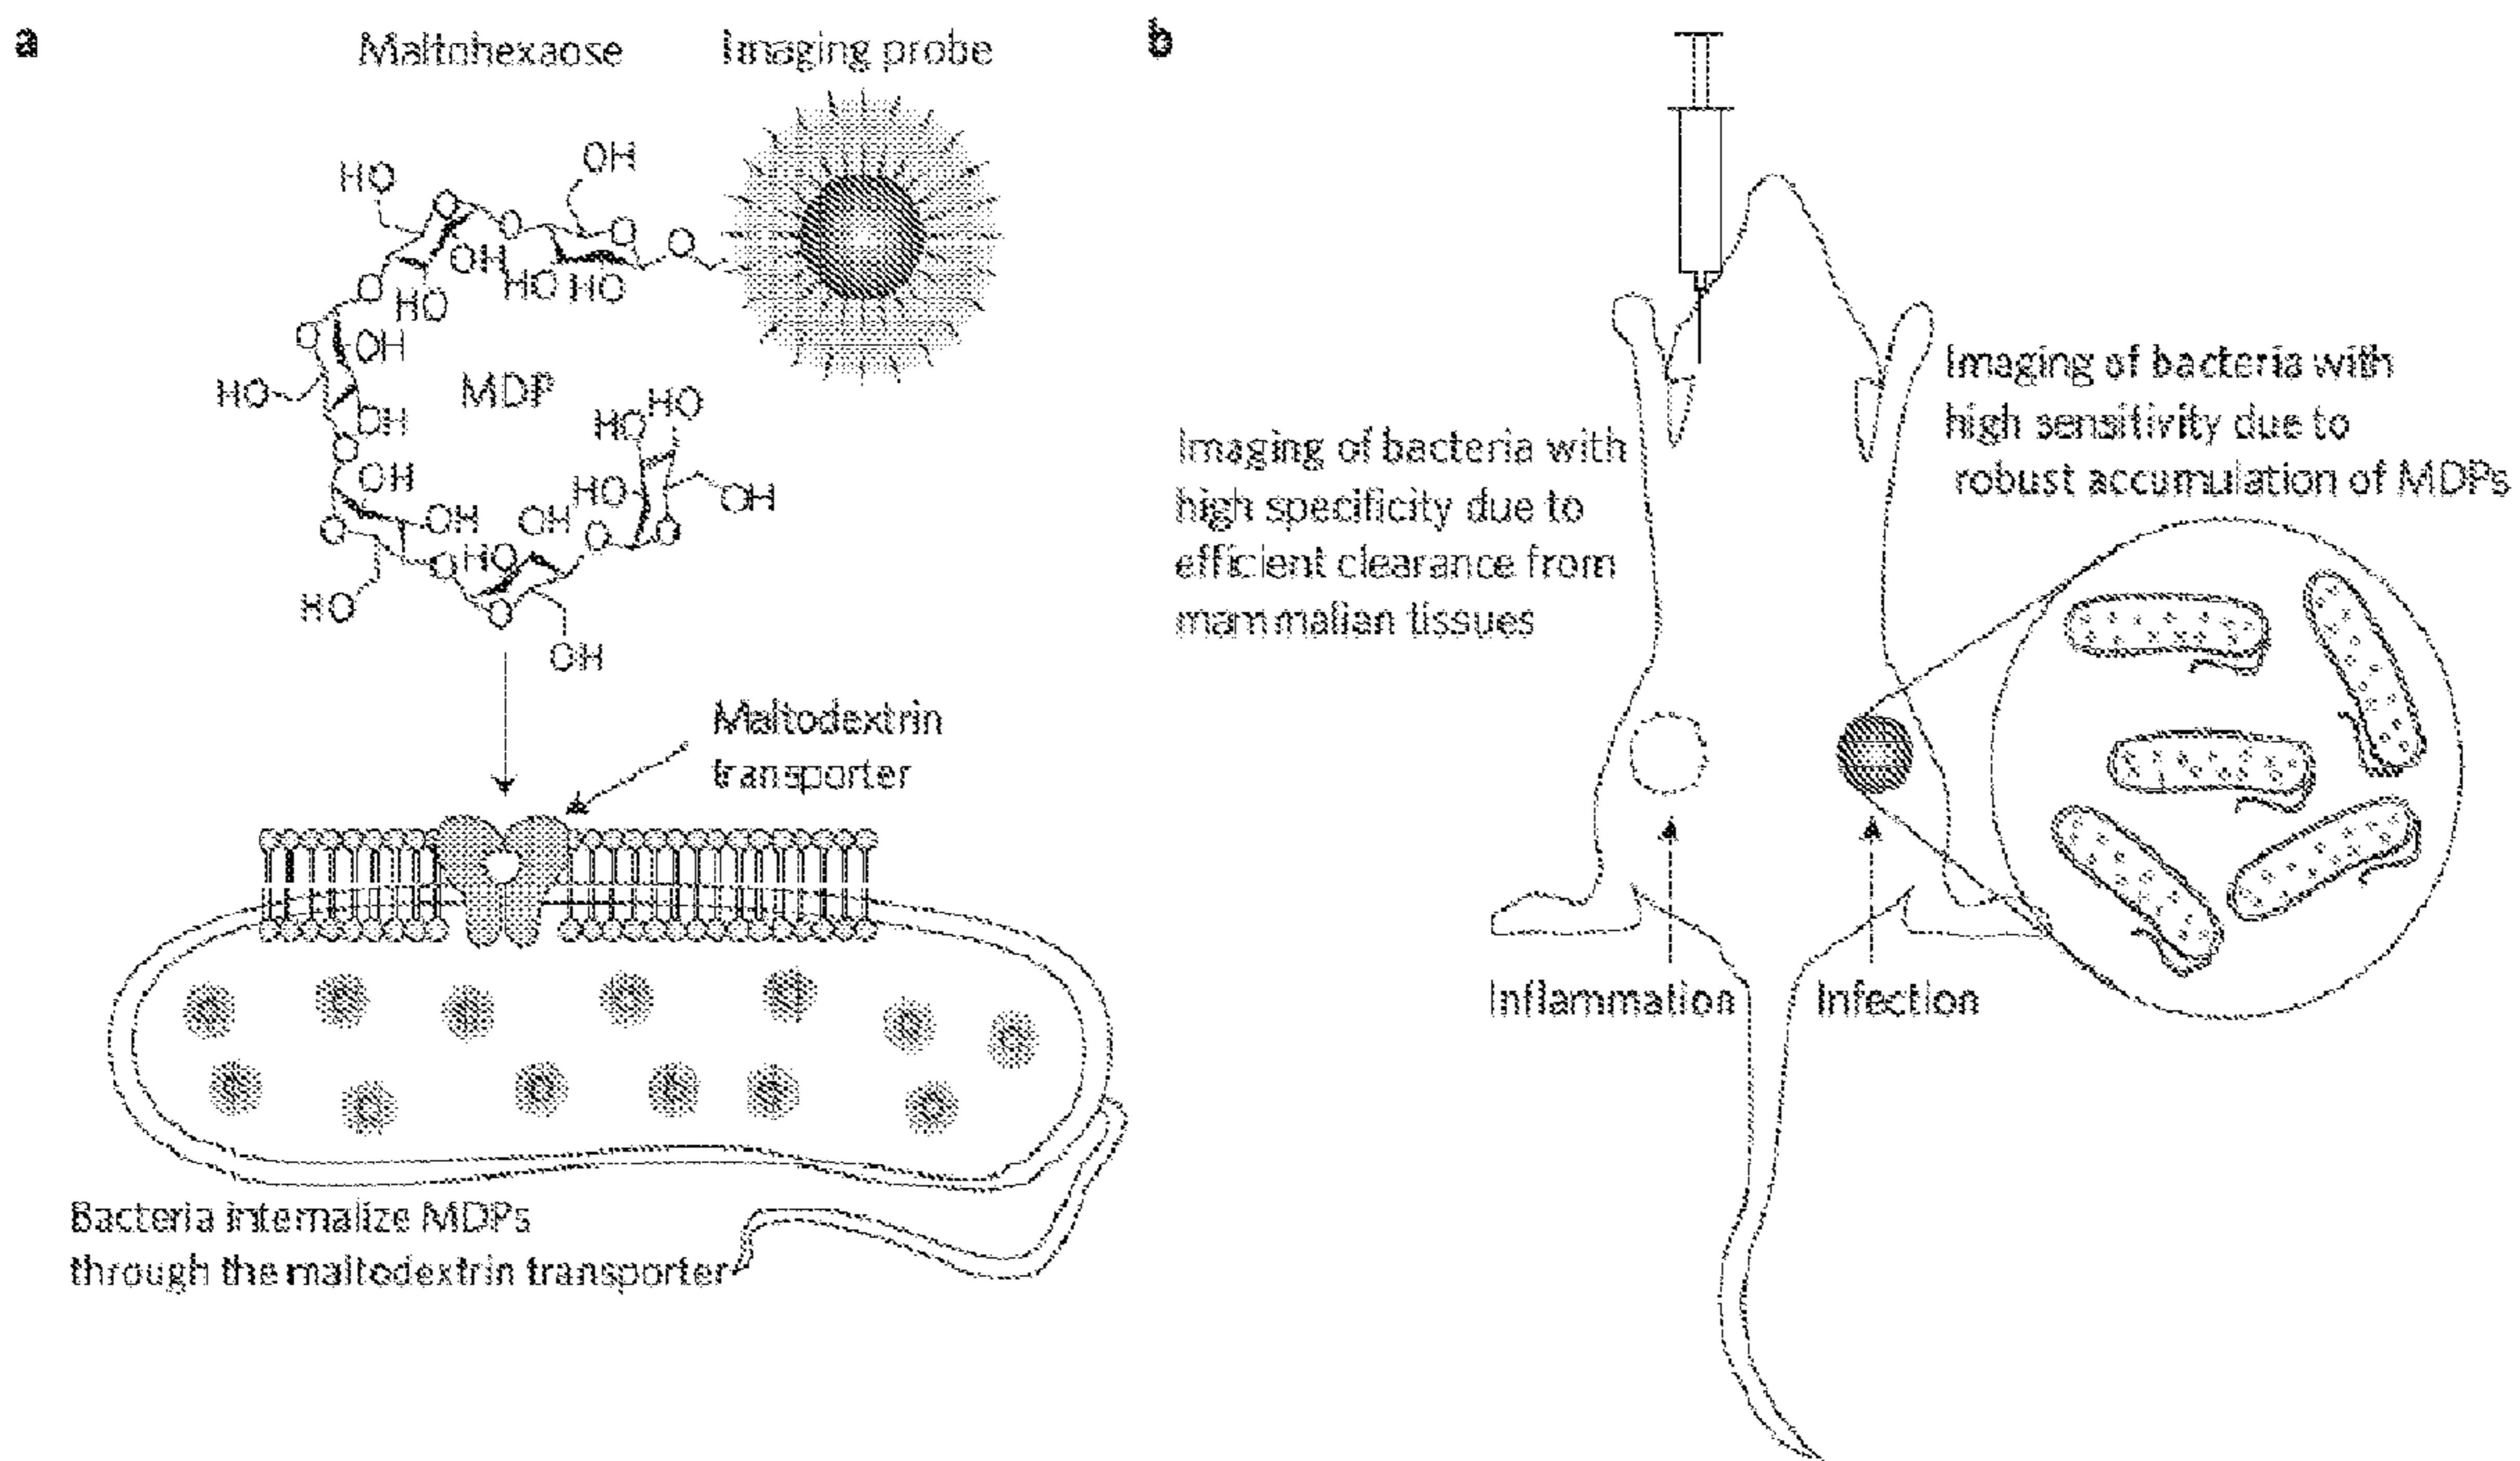 a
Maltohexaose
Imaging probe
HO
OH
O
O
O
O
OH
HO
HO
HO
O
O
OH
HO
MDP
OH
HO
HO
O
OH
HO
OH
O
OH
OH
O
O
O
HO
HO
O
OH
Maltodextrin
transporter
Bacteria internalize MDPs
through the maltodextrin transporter
b
Imaging of bacteria with
high specificity due to
efficient clearance from
mammalian tissues
Imaging of bacteria with
high sensitivity due to
robust accumulation of MDPs
Inflammation
Infection